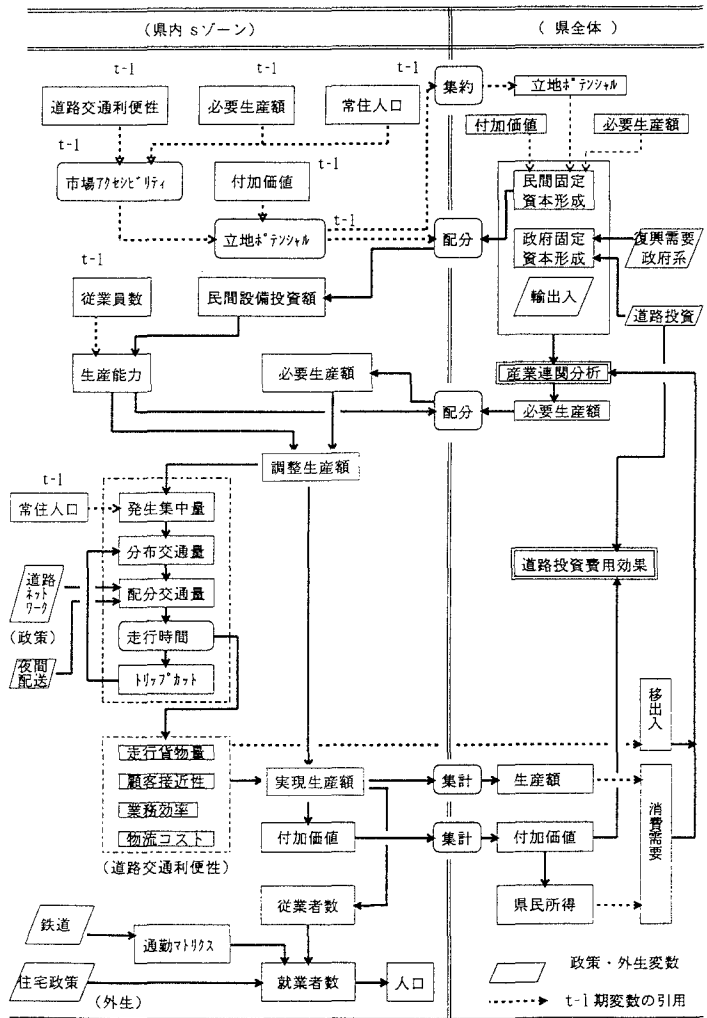 (県内 sゾーン)
(県全体)
t-1
t-1
t-1
道路交通利便性
必要生産額
常住人口
集約
立地ポテンシャル
付加価値
必要生産額
t-1
t-1
市場アクセシビリティ
付加価値
民間固定
資本形成
t-1
立地ポテンシャル
配分
政府固定
資本形成
復興需要
政府系
t-1
従業員数
民間設備投資額
輸出入
道路投資
生産能力
必要生産額
産業連関分析
配分
必要生産額
調整生産額
t-1
常住人口
発生集中量
分布交通量
道路
ネット
ワーク
配分交通量
道路投資費用効果
(政策)
走行時間
夜間
配送
トリップカット
移出入
走行貨物量
顧客接近性
実現生産額
集計
生産額
業務効率
消費需要
物流コスト
付加価値
集計
付加価値
(道路交通利便性)
従業者数
県民所得
鉄道
通勤マトリクス
住宅政策
(外生)
就業者数
人口
政策・外生変数
t-1期変数の引用